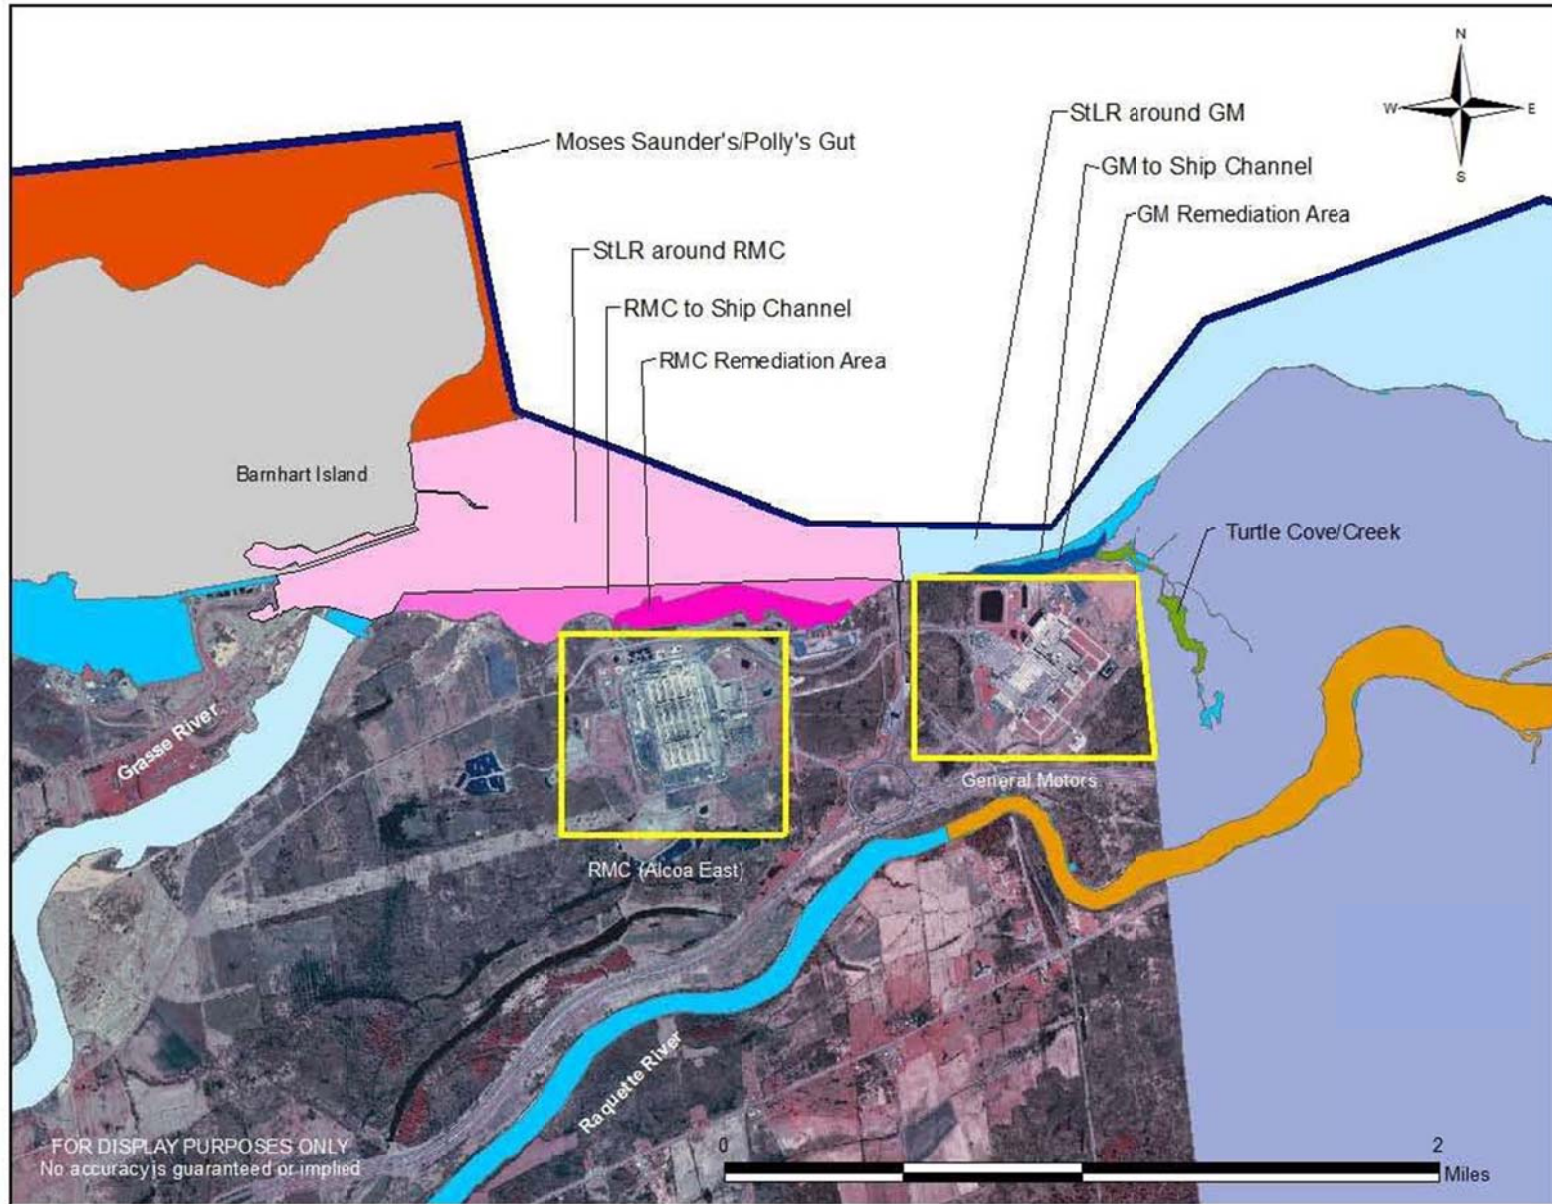 N
StLR around GM
W
E
Moses Saunder's/Polly's Gut
GM to Ship Channel
S
GM Remediation Area
StLR around RMC
RMC to Ship Channel
RMC Remediation Area
Barnhart Island
Turtle Cove/Creek
Grasse River
General Motors
RMC (Alcoa East)
Raquette River
FOR DISPLAY PURPOSES ONLY
No accuracy is guaranteed or implied
0
1
2
Miles